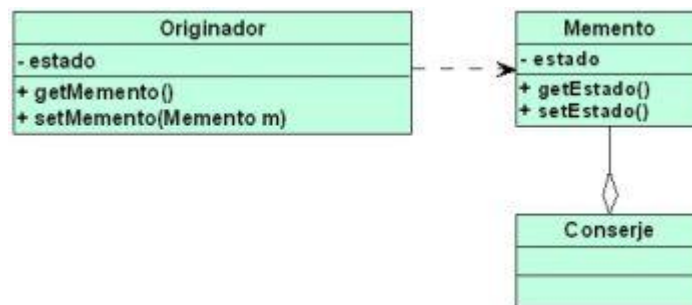 Originador
- estado
+ getMemento()
+ setMemento(Memento m)
Memento
- estado
+ getEstado()
+ setEstado()
Conserje